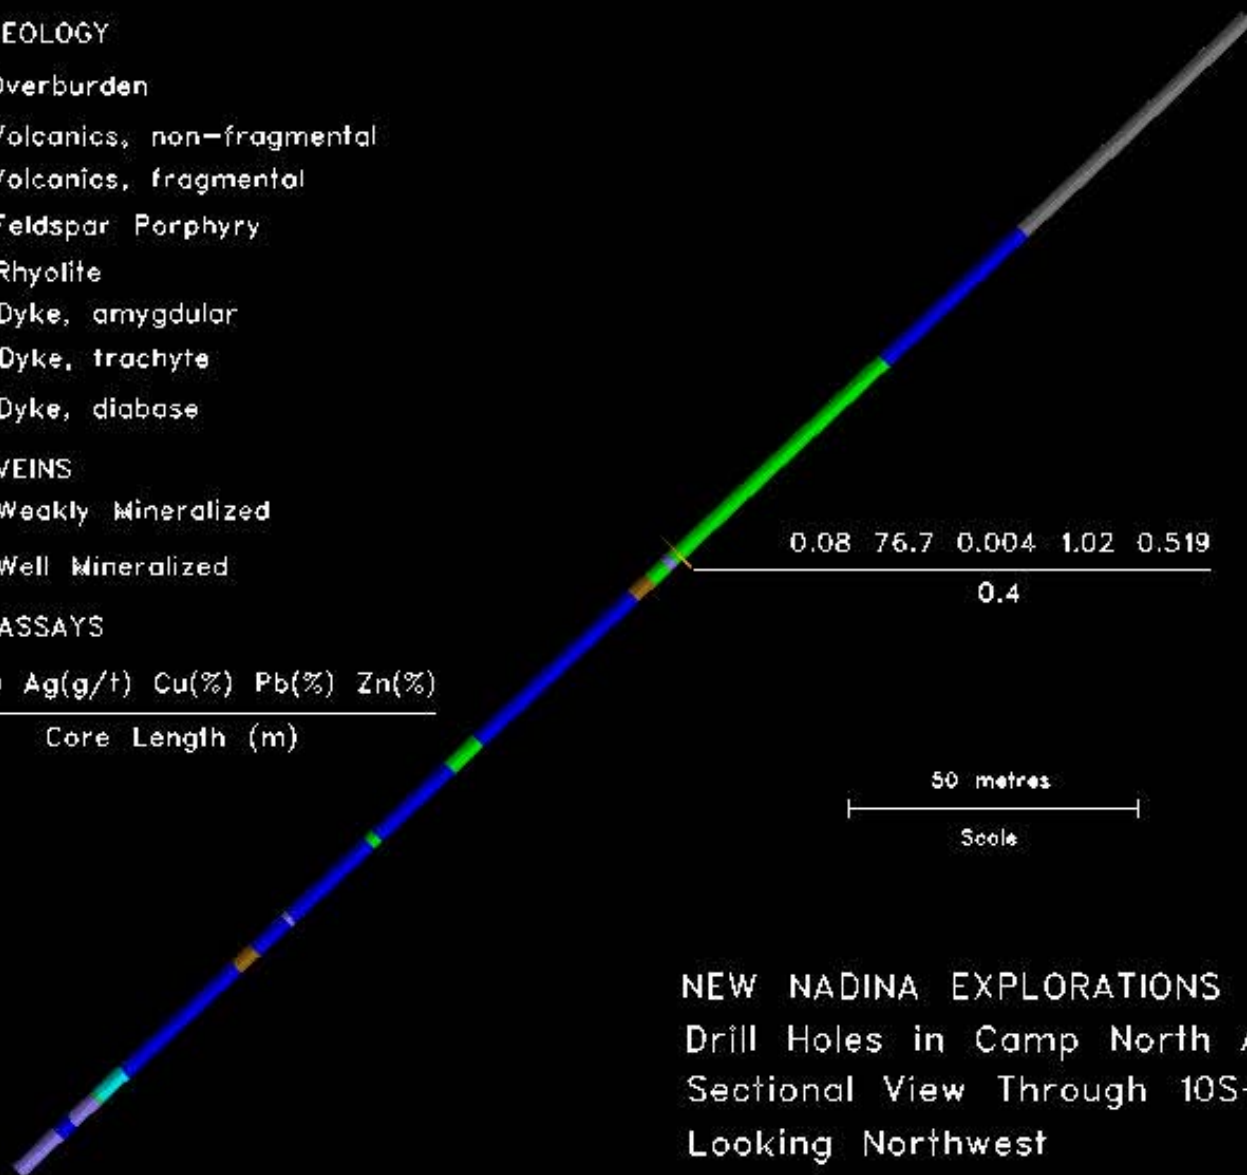 EOLOGY
Overburden
Volcanics, non-fragmental
Volcanics, fragmental
Feldspar Porphyry
Rhyolite
Dyke, amygdular
Dyke, trachyte
Dyke, diabase
VEINS
Weakly Mineralized
Well Mineralized
ASSAYS
Ag(g/t) Cu(%) Pb(%) Zn(%)
Core Length (m)
0.08 76.7 0.004 1.02 0.519
0.4
50 metres
Scale
NEW NADINA EXPLORATIONS
Drill Holes in Camp North
Sectional View Through 10S-
Looking Northwest